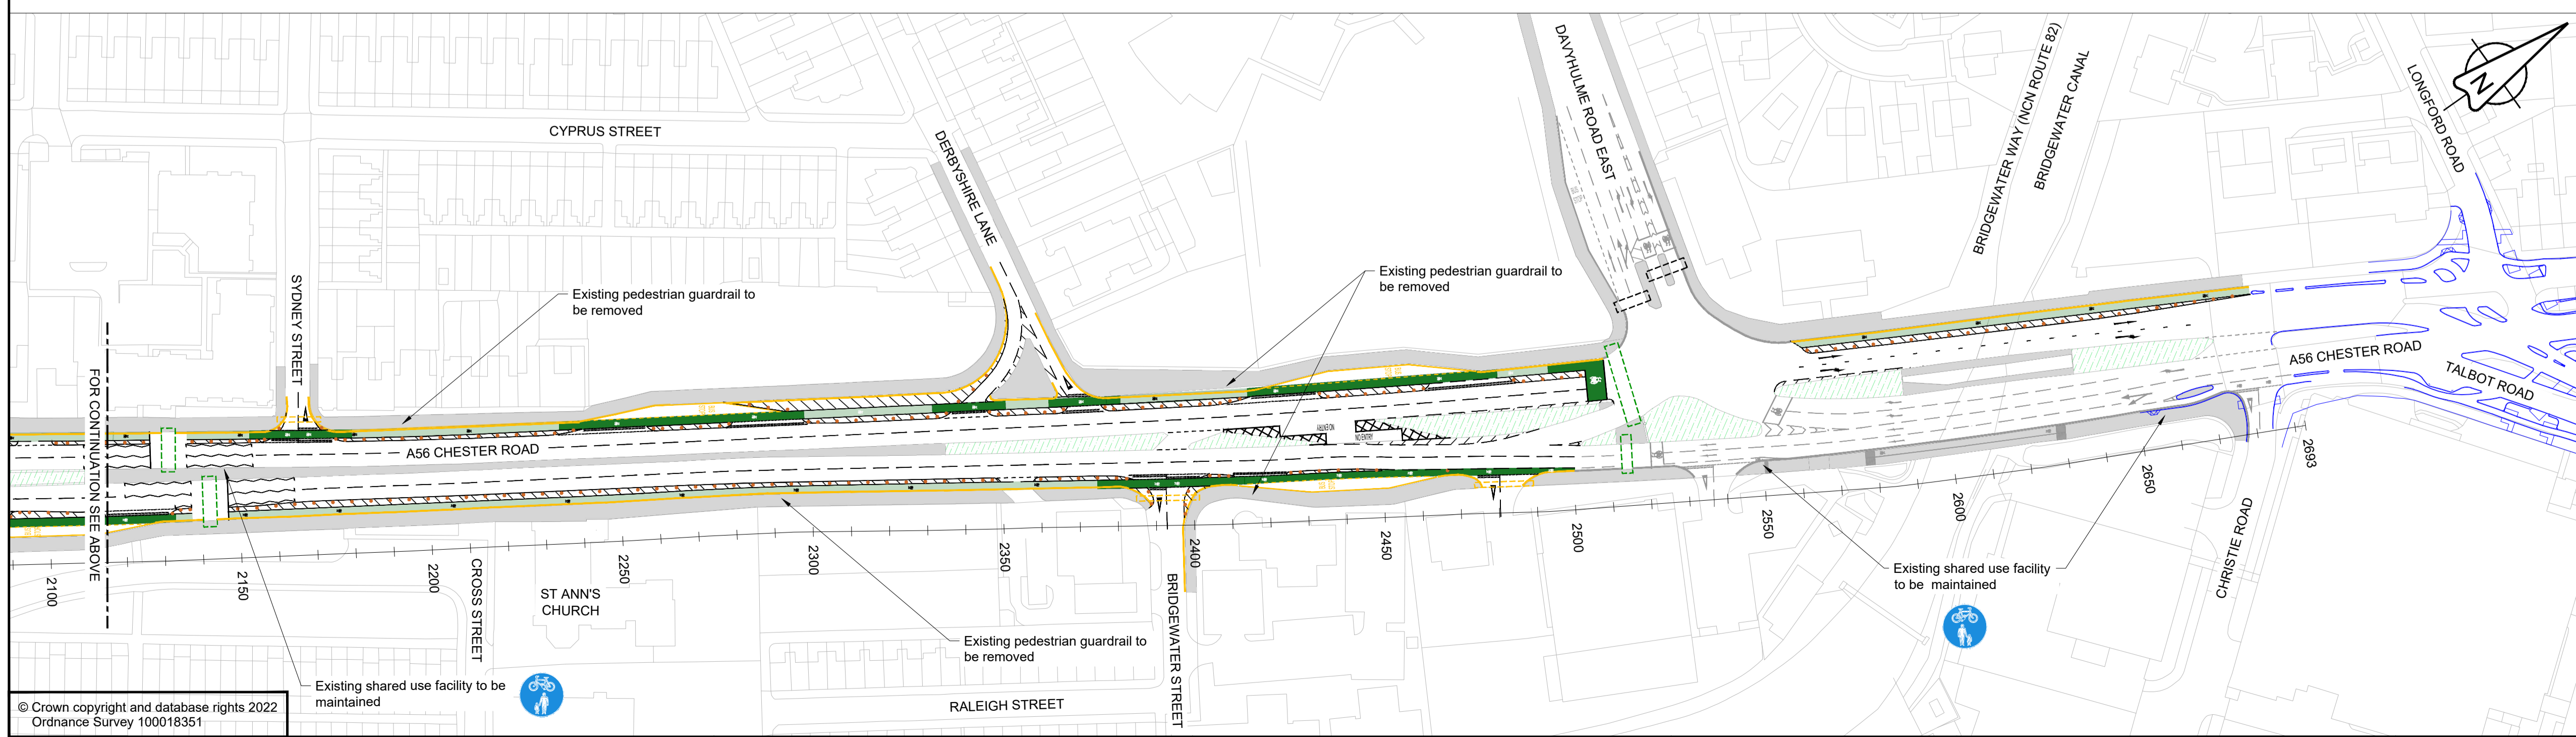 CYPRUS STREET
DERBYSHIRE LANE
DAVYHULME ROAD EAST
BRIDGEWATER WAY (NCN ROUTE 82)
BRIDGEWATER CANAL
LONGFORD ROAD
N
SYDNEY STREET
Existing pedestrian guardrail to
be removed
Existing pedestrian guardrail to
be removed
FOR CONTINUATION SEE ABOVE
A56 CHESTER ROAD
NO ENTRY
NO ENTRY
A56 CHESTER ROAD
TALBOT ROAD
2100
2150
2200
2250
2300
2350
2400
2450
2500
2550
2600
2650
2693
CROSS STREET
ST ANN'S
CHURCH
BRIDGEWATER STREET
Existing shared use facility
to be maintained
CHRISTIE ROAD
Existing pedestrian guardrail to
be removed
Existing shared use facility to be
maintained
RALEIGH STREET
© Crown copyright and database rights 2022
Ordnance Survey 100018351